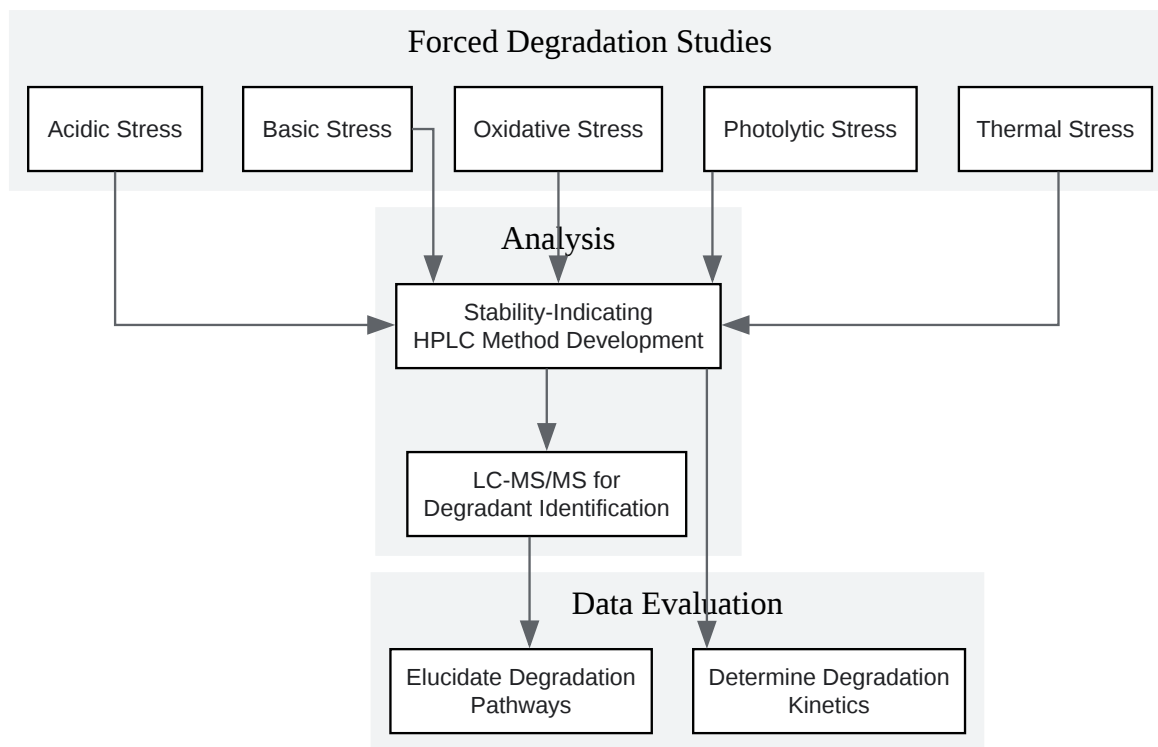 Forced Degradation Studies
Acidic Stress
Basic Stress
Oxidative Stress
Photolytic Stress
Thermal Stress
Analysis
Stability-Indicating
HPLC Method Development
LC-MS/MS for
Degradant Identification
Data Evaluation
Elucidate Degradation
Pathways
Determine Degradation
Kinetics